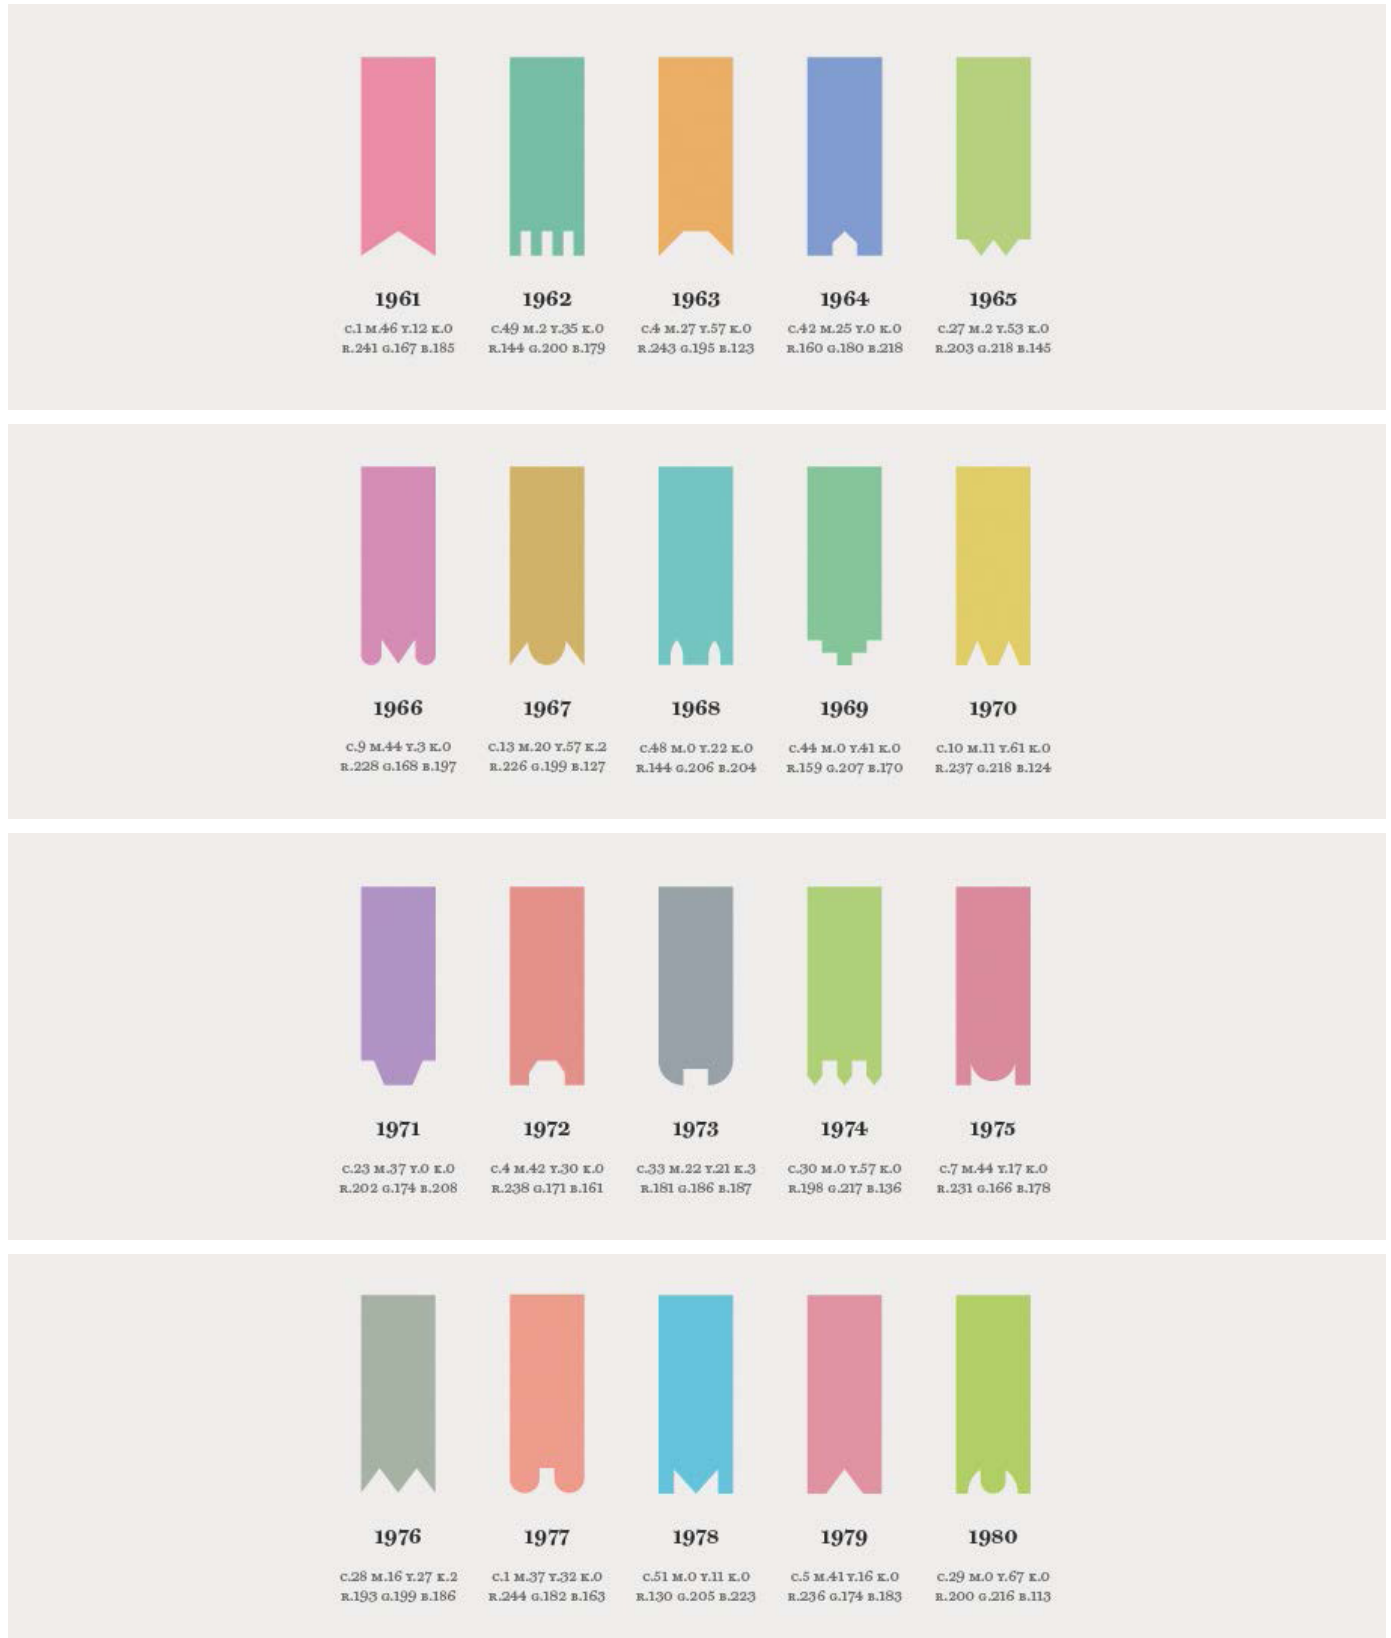 1961 1962 1963 1964 1965
C.1 M.46 Y.12 K.0 C.49 M.2 Y.35 K.0 C.4 M.27 Y.57 K.0 C.42 M.25 Y.0 K.0 C.27 M.2 Y.53 K.0
R.241 G.167 B.185 R.144 G.200 B.179 R.243 G.195 B.123 R.160 G.180 B.218 R.203 G.218 B.145
1966 1967 1968 1969 1970
C.9 M.44 Y.3 K.0 C.13 M.20 Y.57 K.2 C.48 M.0 Y.22 K.0 C.44 M.0 Y.41 K.0 C.10 M.11 Y.61 K.0
R.228 G.168 B.197 R.226 G.199 B.127 R.144 G.206 B.204 R.159 G.207 B.170 R.237 G.218 B.124
1971 1972 1973 1974 1975
C.23 M.37 Y.0 K.0 C.4 M.42 Y.30 K.0 C.33 M.22 Y.21 K.3 C.30 M.0 Y.57 K.0 C.7 M.44 Y.17 K.0
R.202 G.174 B.208 R.238 G.171 B.161 R.181 G.186 B.187 R.198 G.217 B.136 R.231 G.166 B.178
1976 1977 1978 1979 1980
C.28 M.16 Y.27 K.2 C.1 M.37 Y.32 K.0 C.51 M.0 Y.11 K.0 C.5 M.41 Y.16 K.0 C.29 M.0 Y.67 K.0
R.193 G.199 B.186 R.244 G.182 B.163 R.130 G.205 B.223 R.236 G.174 B.183 R.200 G.216 B.113